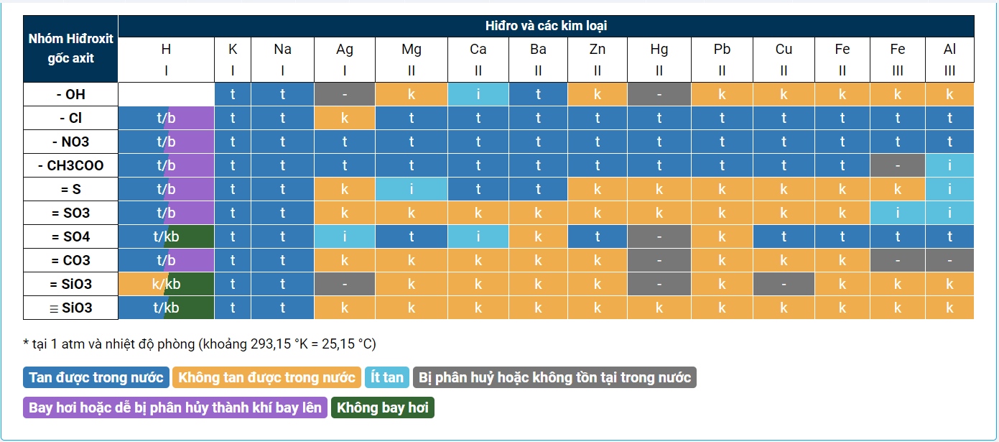 Nhóm Hiđroxit gốc axit | Hiđro và các kim loại
H I | K I | Na I | Ag I | Mg II | Ca II | Ba II | Zn II | Hg II | Pb II | Cu II | Fe II | Fe III | Al III
- OH | | t | t | - | k | i | t | k | - | k | k | k | k | k
- Cl | t/b | t | t | k | t | t | t | t | t | t | t | t | t | t
- NO3 | t/b | t | t | t | t | t | t | t | t | t | t | t | t | t
- CH3COO | t/b | t | t | t | t | t | t | t | t | t | t | t | - | i
= S | t/b | t | t | k | i | t | t | k | k | k | k | k | k | i
= SO3 | t/b | t | t | k | k | k | k | k | k | k | k | k | i | i
= SO4 | t/kb | t | t | i | t | i | k | t | - | k | t | t | t | t
= CO3 | t/b | t | t | k | k | k | k | k | - | k | k | k | - | -
= SiO3 | k/kb | t | t | - | k | k | k | k | - | k | - | k | k | k
≡ SiO3 | t/kb | t | t | k | k | k | k | k | k | k | k | k | k | k
* tại 1 atm và nhiệt độ phòng (khoảng 293,15 °K = 25,15 °C)
Tan được trong nước Không tan được trong nước Ít tan Bị phân huỷ hoặc không tồn tại trong nước
Bay hơi hoặc dễ bị phân hủy thành khí bay lên Không bay hơi